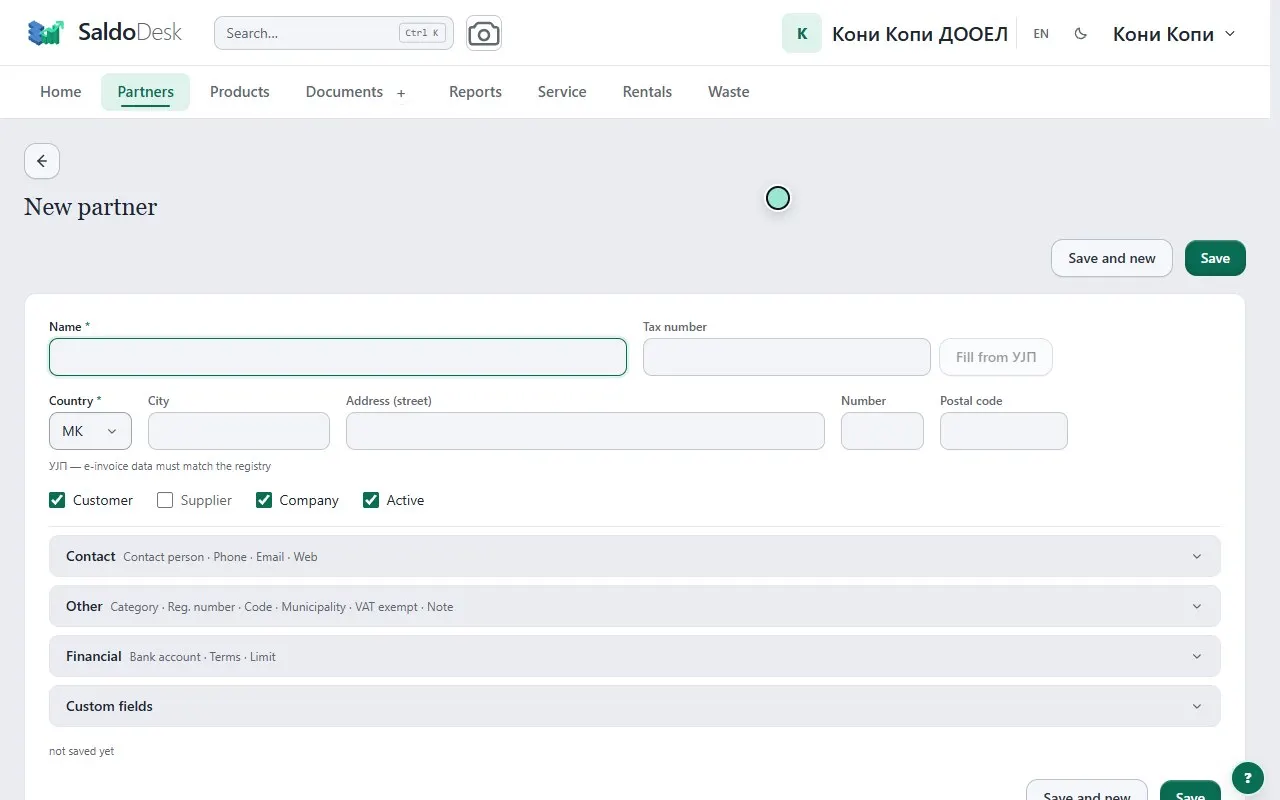 SaldoDesk Search... Ctrl K K Кони Копи ДООЕЛ EN Кони Копи
Home Partners Products Documents + Reports Service Rentals Waste
New partner
Save and new Save
Name * Tax number
Fill from УЈП
Country * City Address (street) Number Postal code
MK
УЈП — e-invoice data must match the registry
Customer Supplier Company Active
Contact Contact person · Phone · Email · Web
Other Category · Reg. number · Code · Municipality · VAT exempt · Note
Financial Bank account · Terms · Limit
Custom fields
not saved yet
Save and new Save
?